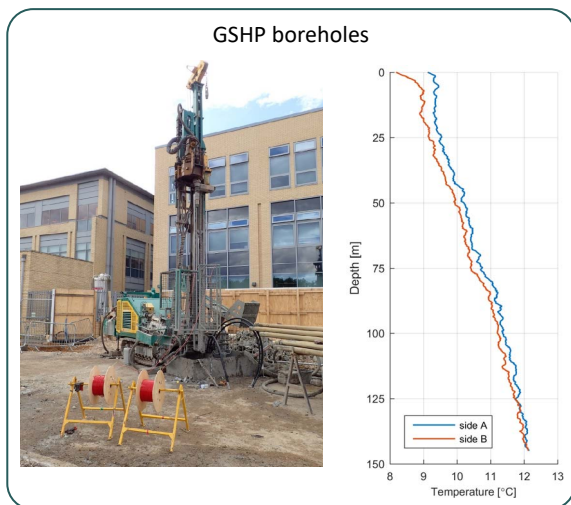 GSHP boreholes
0
25
50
75
100
125
150
Depth [m]
side A
side B
8 9 10 11 12 13
Temperature [°C]